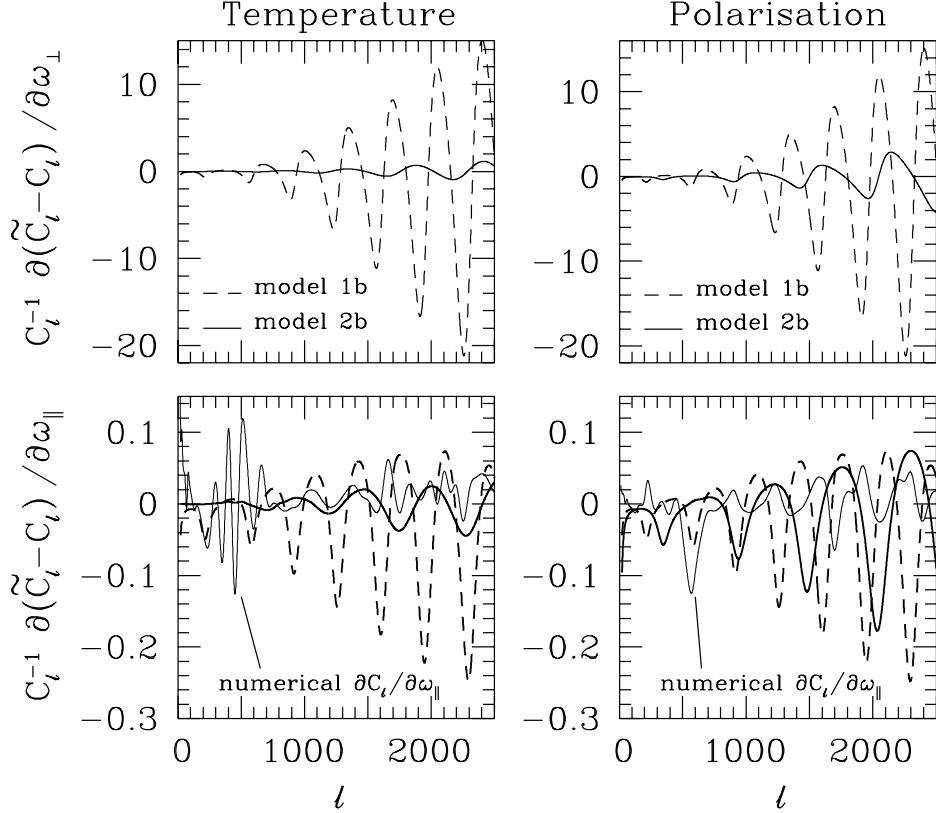 Temperature
Polarisation
C_ℓ⁻¹ ∂(C̃_ℓ−C_ℓ) / ∂ω_⊥
10
0
−10
−20
model 1b
model 2b
10
0
−10
−20
model 1b
model 2b
C_ℓ⁻¹ ∂(C̃_ℓ−C_ℓ) / ∂ω_∥
0.1
0
−0.1
−0.2
−0.3
numerical ∂C_ℓ/∂ω_∥
0.1
0
−0.1
−0.2
−0.3
numerical ∂C_ℓ/∂ω_∥
0 1000 2000
0 1000 2000
ℓ
ℓ